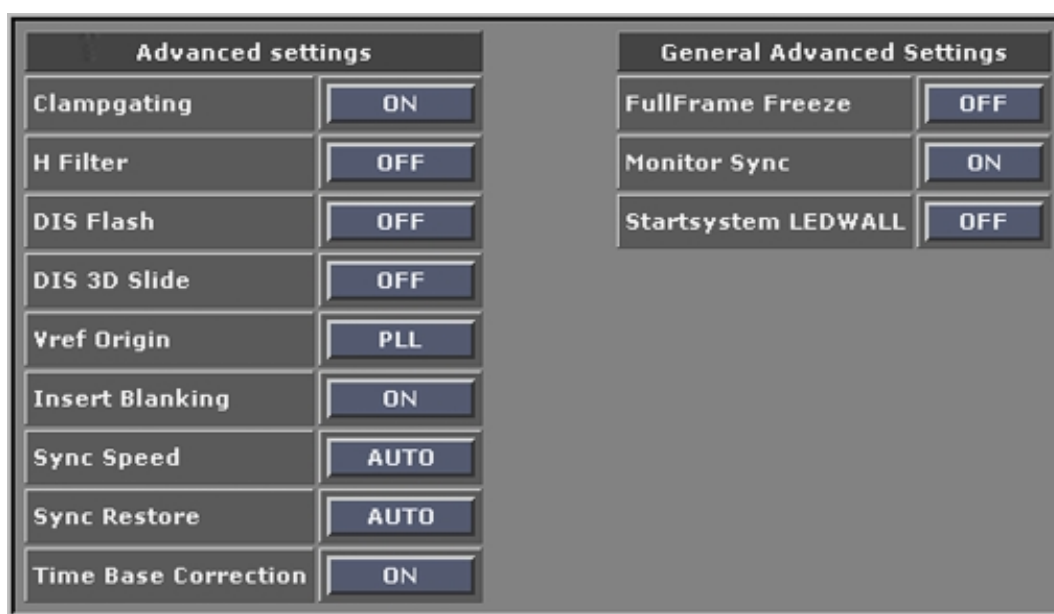 Advanced settings
Clampgating ON
H Filter OFF
DIS Flash OFF
DIS 3D Slide OFF
Vref Origin PLL
Insert Blanking ON
Sync Speed AUTO
Sync Restore AUTO
Time Base Correction ON
General Advanced Settings
FullFrame Freeze OFF
Monitor Sync ON
Startsystem LEDWALL OFF